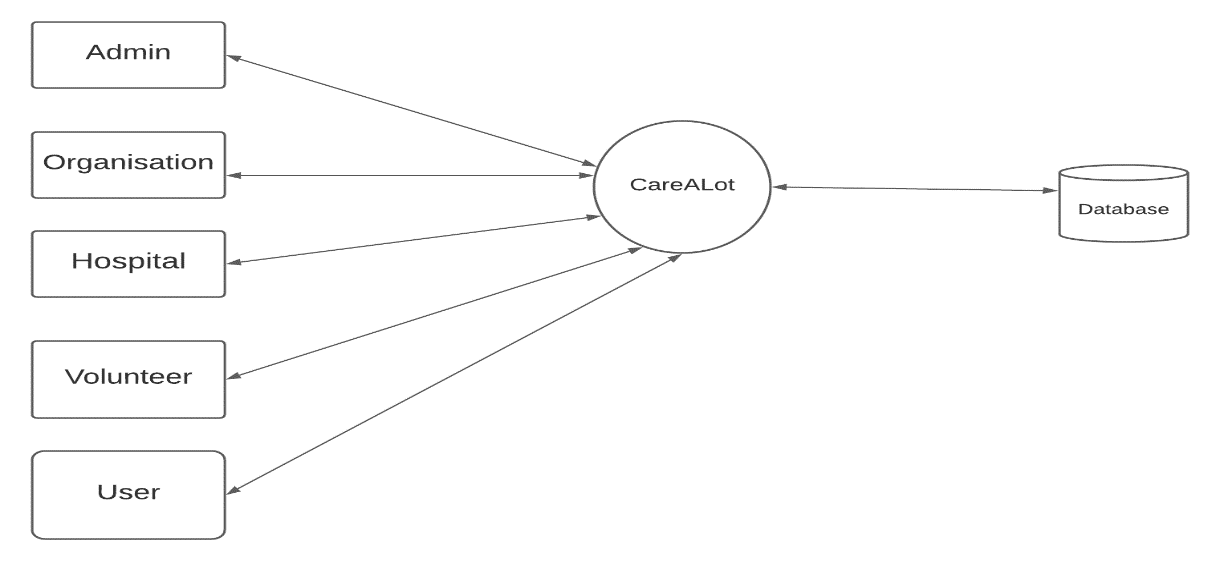 Admin
Organisation
Hospital
Volunteer
User
CareALot
Database